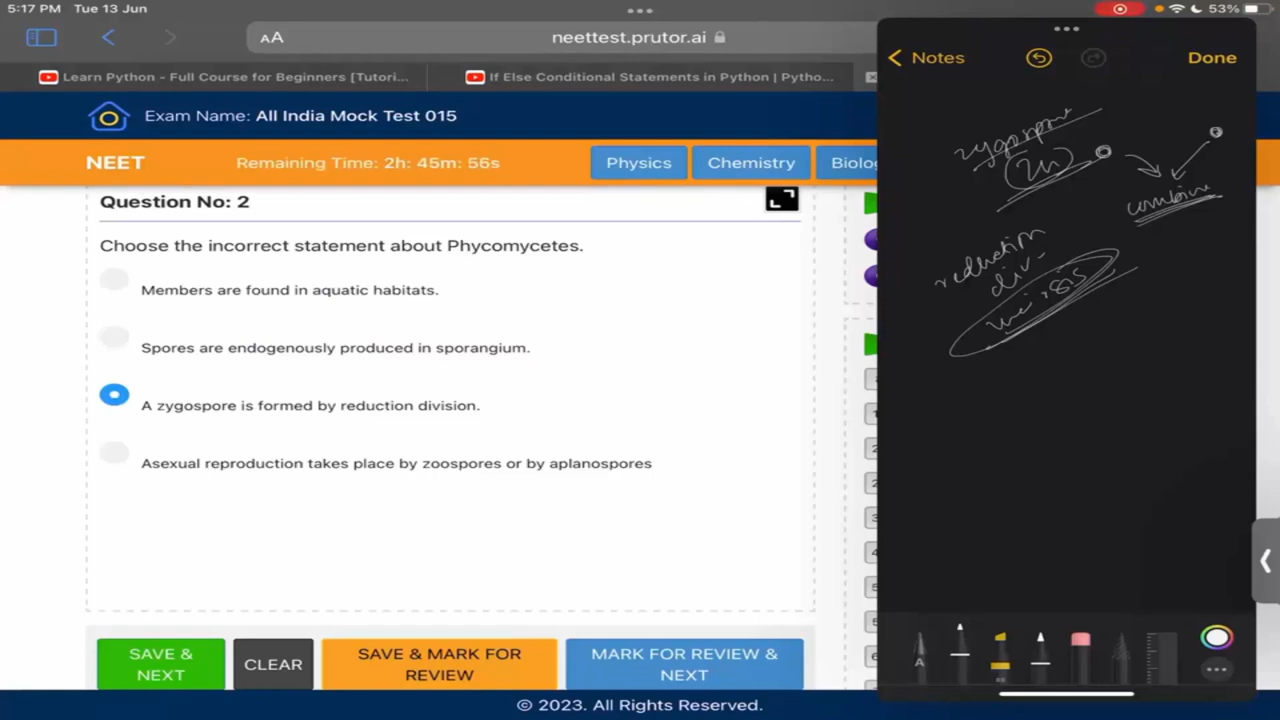 5:17 PM Tue 13 Jun
53%
AA
neettest.prutor.ai
Learn Python - Full Course for Beginners [Tutori...
If Else Conditional Statements in Python | Pytho...
Exam Name: All India Mock Test 015
NEET
Remaining Time: 2h: 45m: 56s
Physics
Chemistry
Biolo
Question No: 2
Choose the incorrect statement about Phycomycetes.
Members are found in aquatic habitats.
Spores are endogenously produced in sporangium.
A zygospore is formed by reduction division.
Asexual reproduction takes place by zoospores or by aplanospores
SAVE & NEXT
CLEAR
SAVE & MARK FOR REVIEW
MARK FOR REVIEW & NEXT
© 2023. All Rights Reserved.
Notes
Done
zygospore
(2n)
combine
reduction
div-
meiosis
A